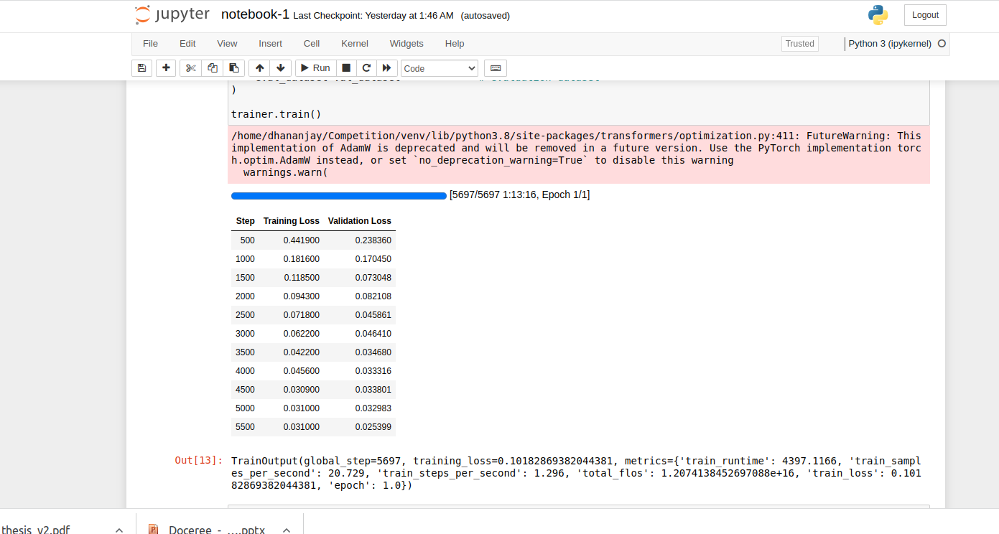 jupyter notebook-1 Last Checkpoint: Yesterday at 1:46 AM (autosaved)
Logout
File Edit View Insert Cell Kernel Widgets Help
Trusted
Python 3 (ipykernel)
Run
Code
)
trainer.train()
/home/dhananjay/Competition/venv/lib/python3.8/site-packages/transformers/optimization.py:411: FutureWarning: This
implementation of AdamW is deprecated and will be removed in a future version. Use the PyTorch implementation torc
h.optim.AdamW instead, or set `no_deprecation_warning=True` to disable this warning
warnings.warn(
[5697/5697 1:13:16, Epoch 1/1]
Step Training Loss Validation Loss
500 0.441900 0.238360
1000 0.181600 0.170450
1500 0.118500 0.073048
2000 0.094300 0.082108
2500 0.071800 0.045861
3000 0.062200 0.046410
3500 0.042200 0.034680
4000 0.045600 0.033316
4500 0.030900 0.033801
5000 0.031000 0.032983
5500 0.031000 0.025399
Out[13]: TrainOutput(global_step=5697, training_loss=0.10182869382044381, metrics={'train_runtime': 4397.1166, 'train_sampl
es_per_second': 20.729, 'train_steps_per_second': 1.296, 'total_flos': 1.2074138452697088e+16, 'train_loss': 0.101
82869382044381, 'epoch': 1.0})
thesis_v2.pdf
Doceree_-_....pptx